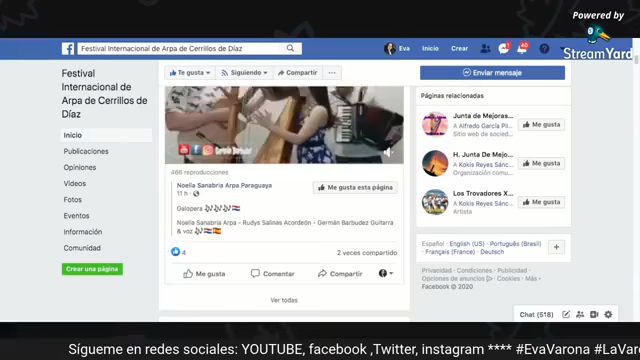 Powered by
StreamYard
Festival Internacional de Arpa de Cerrillos de Díaz
Eva
Inicio
Crear
Festival
Internacional de
Arpa de Cerrillos de
Díaz
Inicio
Publicaciones
Opiniones
Videos
Fotos
Eventos
Información
Comunidad
Crear una página
Te gusta
Siguiendo
Compartir
Enviar mensaje
466 reproducciones
Noelia Sanabria Arpa Paraguaya
11 h
Me gusta esta página
Galopera
Noelia Sanabria Arpa - Rudys Salinas Acordeón - Germán Barbudez Guitarra
& voz
4
2 veces compartido
Me gusta
Comentar
Compartir
Ver todas
Páginas relacionadas
Junta de Mejoras...
A Alfredo García Pil...
Sitio web de socied...
Me gusta
H. Junta De Mejo...
A Kokis Reyes Sánc...
Organización comu...
Me gusta
Los Trovadores X...
A Kokis Reyes Sánc...
Artista
Me gusta
Español · English (US) · Português (Brasil) ·
Français (France) · Deutsch
Privacidad · Condiciones · Publicidad ·
Opciones de anuncios · Cookies · Más
Facebook © 2020
Chat (518)
Sígueme en redes sociales: YOUTUBE, facebook ,Twitter, instagram **** #EvaVarona #LaVaro